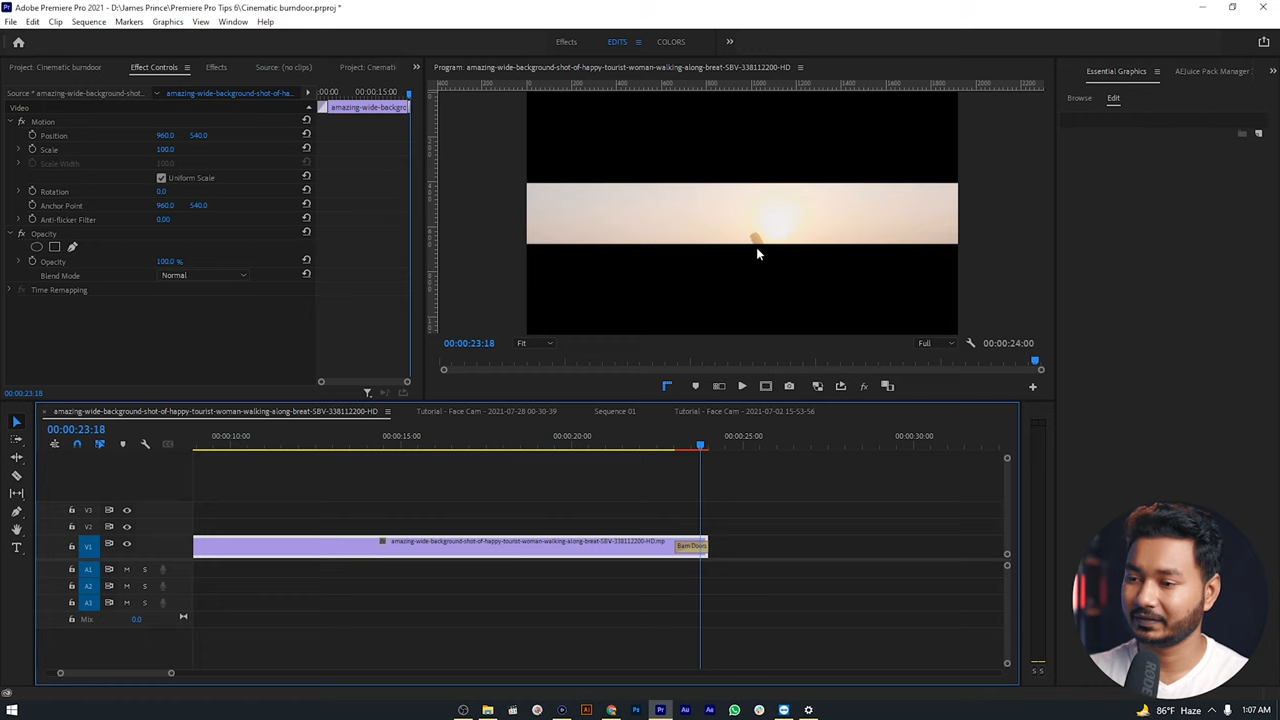 Adobe Premiere Pro 2021 - D:\James Prince\Premiere Pro Tips 6\Cinematic burndoor.prproj *
File Edit Clip Sequence Markers Graphics View Window Help
Effects EDITS COLORS
Project: Cinematic burndoor Effect Controls Effects Source: (no clips) Project: Cinemati
Program: amazing-wide-background-shot-of-happy-tourist-woman-walking-along-breat-SBV-338112200-HD
Essential Graphics AEJuice Pack Manager
Source * amazing-wide-background-shot... amazing-wide-background-shot-of-ha... :00:00 00:00:15:00
Browse Edit
Video amazing-wide-backgrou
Motion
Position 960.0 540.0
Scale 100.0
Scale Width 100.0
Uniform Scale
Rotation 0.0
Anchor Point 960.0 540.0
Anti-flicker Filter 0.00
Opacity
Opacity 100.0 %
Blend Mode Normal
Time Remapping
00:00:23:18 Fit Full 00:00:24:00
00:00:23:18
amazing-wide-background-shot-of-happy-tourist-woman-walking-along-breat-SBV-338112200-HD Tutorial - Face Cam - 2021-07-28 00-30-39 Sequence 01 Tutorial - Face Cam - 2021-07-02 15-53-56
00:00:23:18
00:00:10:00 00:00:15:00 00:00:20:00 00:00:25:00 00:00:30:00
V3
V2
V1 amazing-wide-background-shot-of-happy-tourist-woman-walking-along-breat-SBV-338112200-HD.mp Barn Doors
A1 M S
A2 M S
A3 M S
Mix 0.0
S S
RODE
86°F Haze 1:07 AM